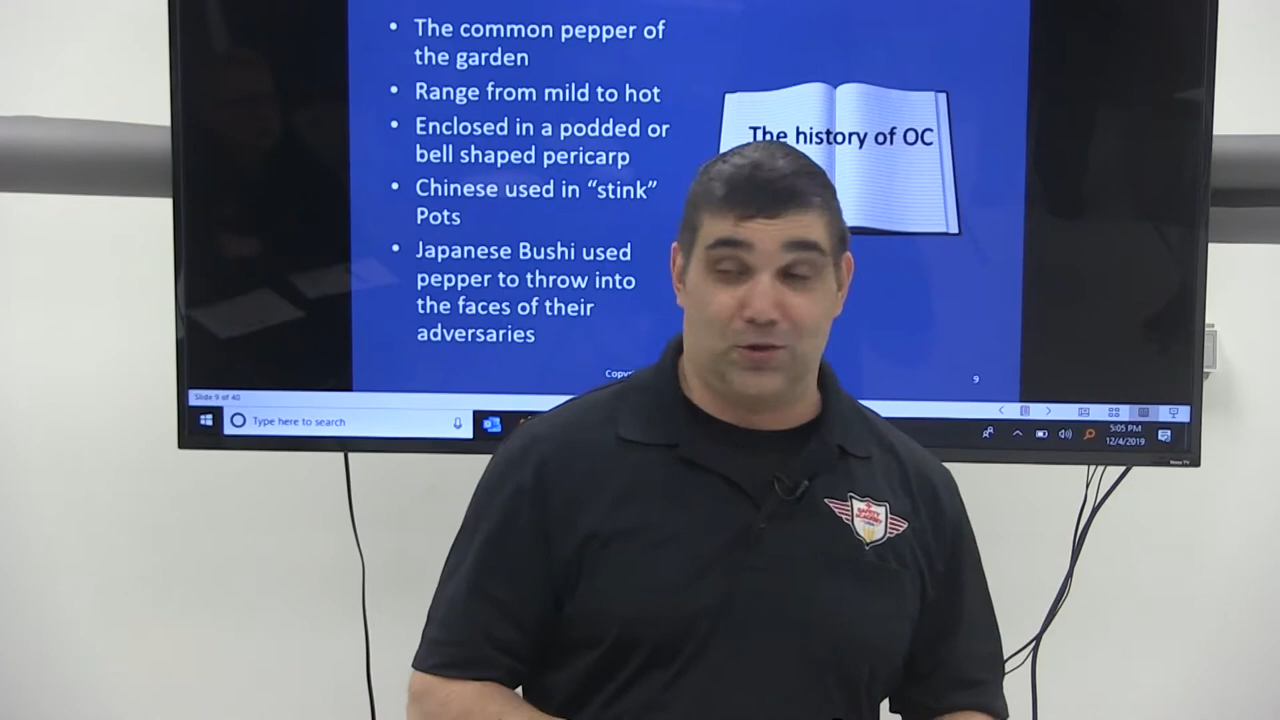 • The common pepper of
the garden
• Range from mild to hot
• Enclosed in a podded or
bell shaped pericarp
• Chinese used in “stink”
Pots
• Japanese Bushi used
pepper to throw into
the faces of their
adversaries
The history of OC
9
Slide 9 of 40
Type here to search
5:05 PM
12/4/2019
SAFETY
ACADEMY